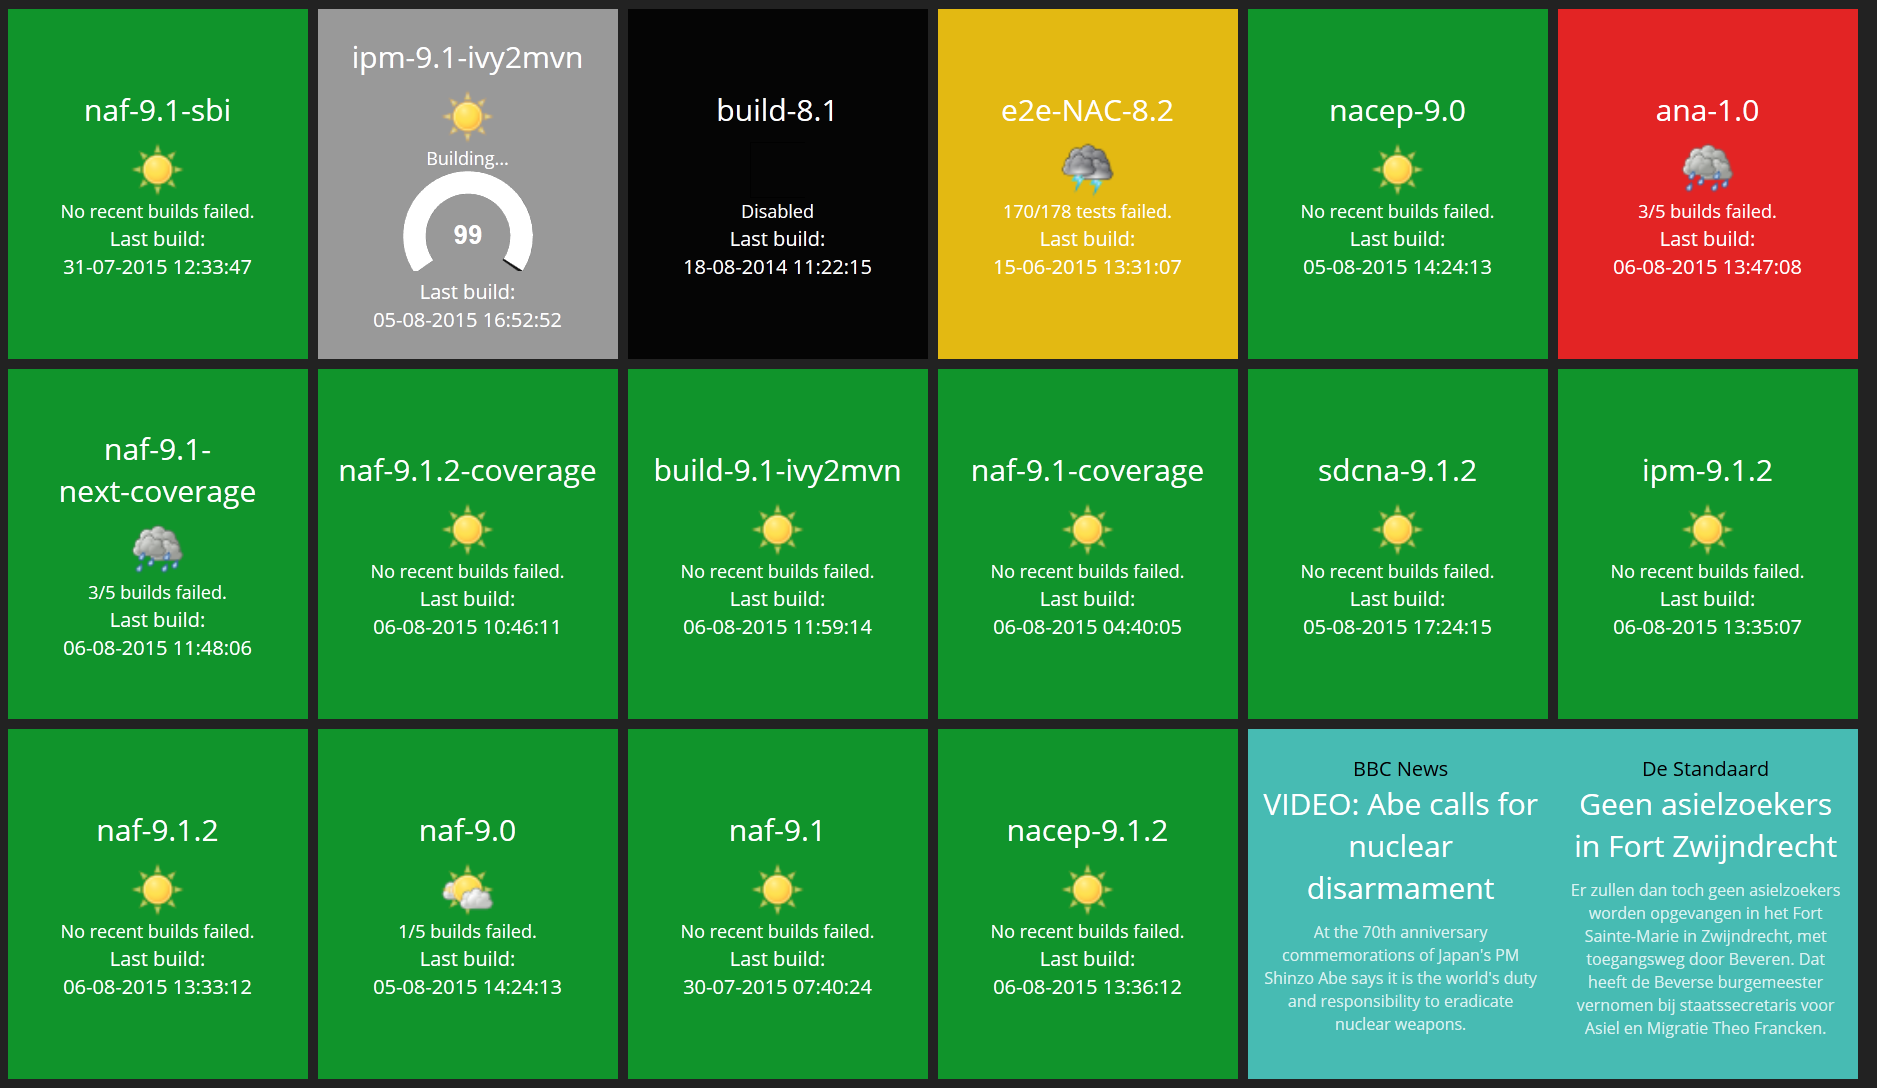 naf-9.1-sbi
No recent builds failed.
Last build:
31-07-2015 12:33:47
ipm-9.1-ivy2mvn
Building...
99
Last build:
05-08-2015 16:52:52
build-8.1
Disabled
Last build:
18-08-2014 11:22:15
e2e-NAC-8.2
170/178 tests failed.
Last build:
15-06-2015 13:31:07
nacep-9.0
No recent builds failed.
Last build:
05-08-2015 14:24:13
ana-1.0
3/5 builds failed.
Last build:
06-08-2015 13:47:08
naf-9.1-
next-coverage
3/5 builds failed.
Last build:
06-08-2015 11:48:06
naf-9.1.2-coverage
No recent builds failed.
Last build:
06-08-2015 10:46:11
build-9.1-ivy2mvn
No recent builds failed.
Last build:
06-08-2015 11:59:14
naf-9.1-coverage
No recent builds failed.
Last build:
06-08-2015 04:40:05
sdcna-9.1.2
No recent builds failed.
Last build:
05-08-2015 17:24:15
ipm-9.1.2
No recent builds failed.
Last build:
06-08-2015 13:35:07
naf-9.1.2
No recent builds failed.
Last build:
06-08-2015 13:33:12
naf-9.0
1/5 builds failed.
Last build:
05-08-2015 14:24:13
naf-9.1
No recent builds failed.
Last build:
30-07-2015 07:40:24
nacep-9.1.2
No recent builds failed.
Last build:
06-08-2015 13:36:12
BBC News
VIDEO: Abe calls for
nuclear
disarmament
At the 70th anniversary
commemorations of Japan's PM
Shinzo Abe says it is the world's duty
and responsibility to eradicate
nuclear weapons.
De Standaard
Geen asielzoekers
in Fort Zwijndrecht
Er zullen dan toch geen asielzoekers
worden opgevangen in het Fort
Sainte-Marie in Zwijndrecht, met
toegangsweg door Beveren. Dat
heeft de Beverse burgemeester
vernomen bij staatssecretaris voor
Asiel en Migratie Theo Francken.